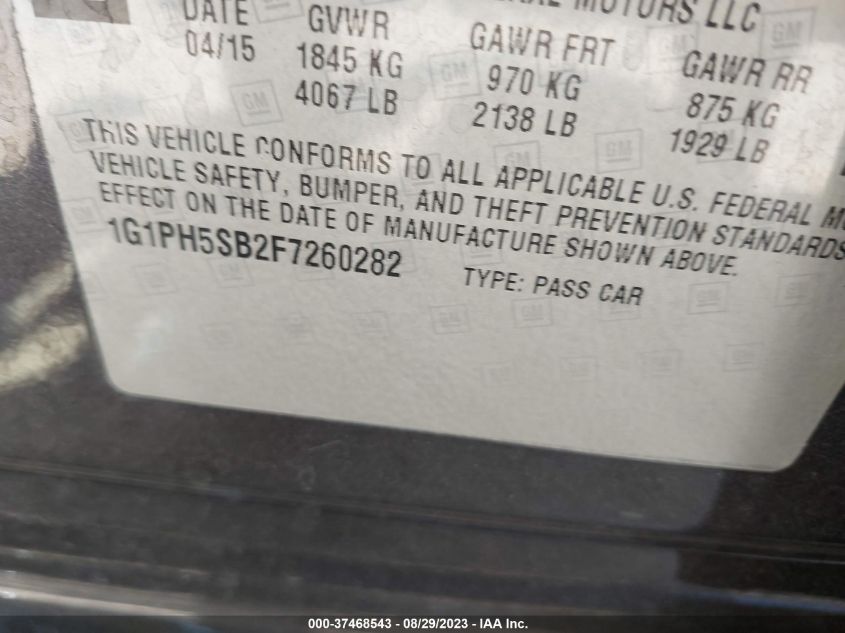 MOTORS LLC
DATE GVWR GAWR FRT GAWR RR
04/15 1845 KG 970 KG 875 KG
4067 LB 2138 LB 1929 LB
THIS VEHICLE CONFORMS TO ALL APPLICABLE U.S. FEDERAL
VEHICLE SAFETY, BUMPER, AND THEFT PREVENTION STANDARDS
EFFECT ON THE DATE OF MANUFACTURE SHOWN ABOVE.
1G1PH5SB2F7260282 TYPE: PASS CAR
000-37468543 - 08/29/2023 - IAA Inc.